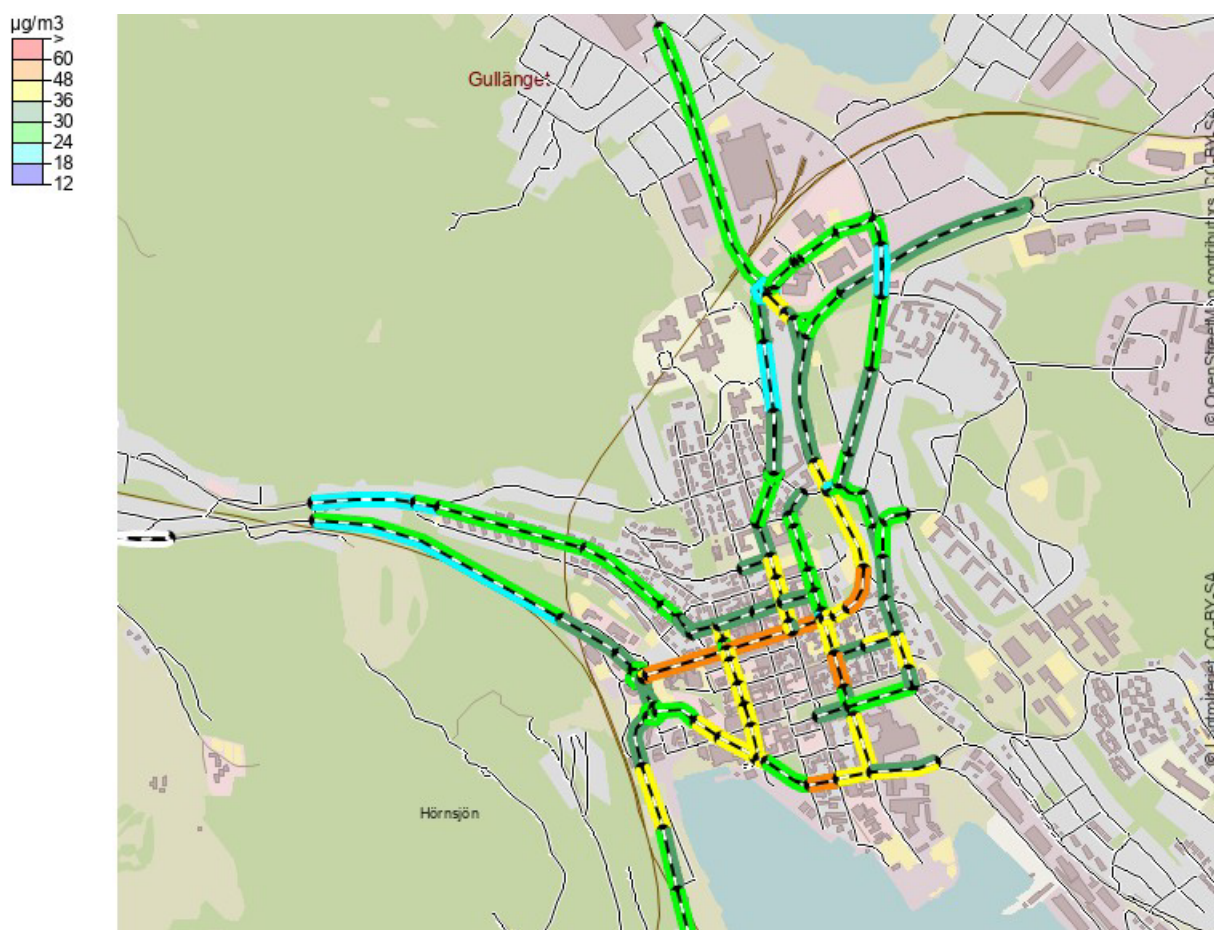 µg/m3
>
60
48
36
30
24
18
12
Gullänget
Hörnsjön
© OpenStreetMap contributors, CC-BY-SA
© Lantmäteriet, CC-BY-SA